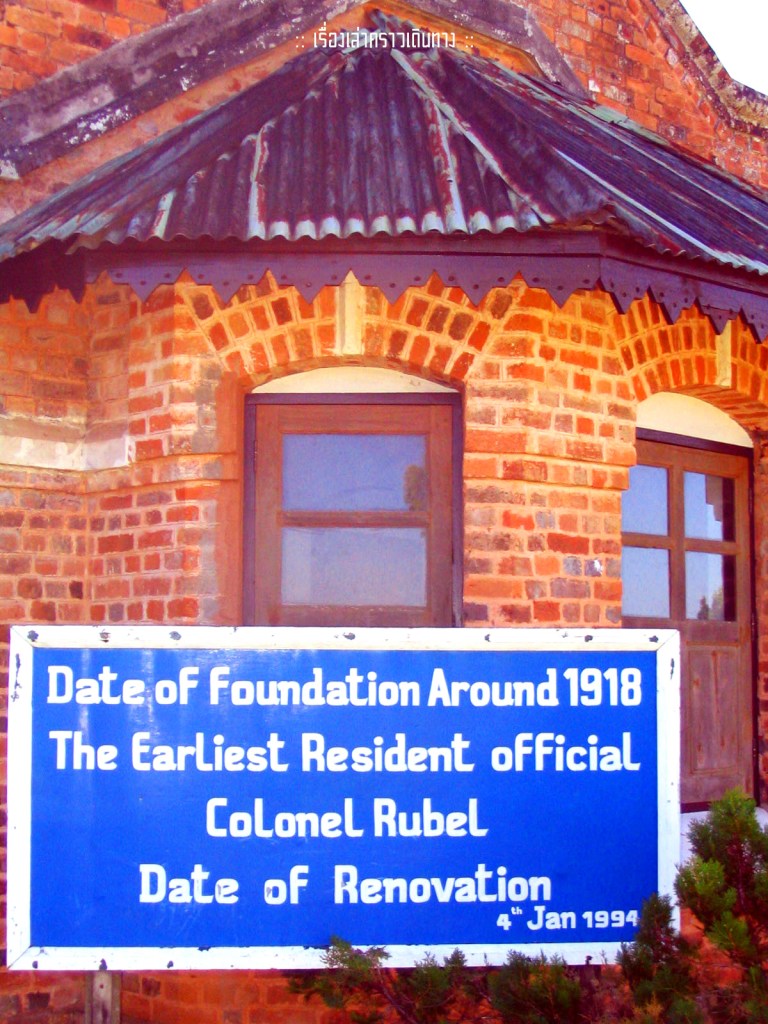 :: เรื่องเล่าคราวเดินทาง ::
Date of Foundation Around 1918
The Earliest Resident official
Colonel Rubel
Date of Renovation
4th Jan 1994